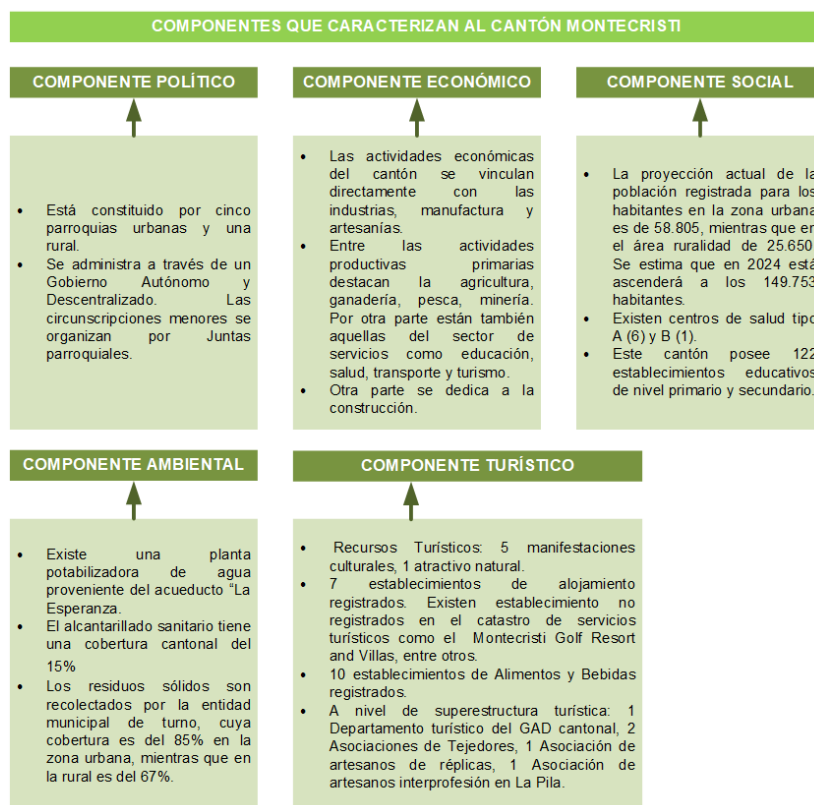 COMPONENTES QUE CARACTERIZAN AL CANTÓN MONTECRISTI
COMPONENTE POLÍTICO
• Está constituido por cinco
parroquias urbanas y una
rural.
• Se administra a través de un
Gobierno Autónomo y
Descentralizado. Las
circunscripciones menores se
organizan por Juntas
parroquiales.
COMPONENTE ECONÓMICO
• Las actividades económicas
del cantón se vinculan
directamente con las
industrias, manufactura y
artesanías.
• Entre las actividades
productivas primarias
destacan la agricultura,
ganadería, pesca, minería.
Por otra parte están también
aquellas del sector de
servicios como educación,
salud, transporte y turismo.
• Otra parte se dedica a la
construcción.
COMPONENTE SOCIAL
• La proyección actual de la
población registrada para los
habitantes en la zona urbana
es de 58.805, mientras que en
el área ruralidad de 25.650.
Se estima que en 2024 está
ascenderá a los 149.753
habitantes.
• Existen centros de salud tipo
A (6) y B (1).
• Este cantón posee 122
establecimientos educativos
de nivel primario y secundario.
COMPONENTE AMBIENTAL
• Existe una planta
potabilizadora de agua
proveniente del acueducto “La
Esperanza.
• El alcantarillado sanitario tiene
una cobertura cantonal del
15%
• Los residuos sólidos son
recolectados por la entidad
municipal de turno, cuya
cobertura es del 85% en la
zona urbana, mientras que en
la rural es del 67%.
COMPONENTE TURÍSTICO
• Recursos Turísticos: 5 manifestaciones
culturales, 1 atractivo natural.
• 7 establecimientos de alojamiento
registrados. Existen establecimiento no
registrados en el catastro de servicios
turísticos como el Montecristi Golf Resort
and Villas, entre otros.
• 10 establecimientos de Alimentos y Bebidas
registrados.
• A nivel de superestructura turística: 1
Departamento turístico del GAD cantonal, 2
Asociaciones de Tejedores, 1 Asociación de
artesanos de réplicas, 1 Asociación de
artesanos interprofesión en La Pila.